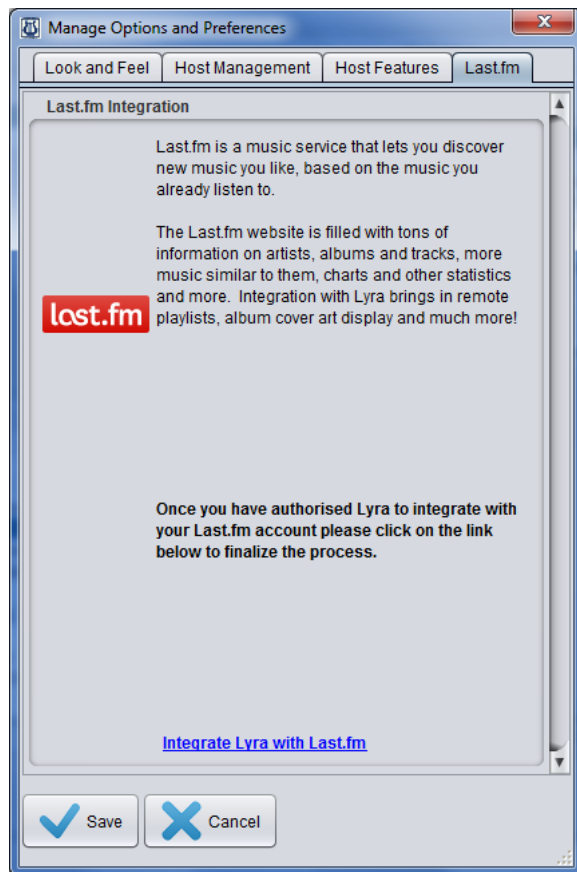 Manage Options and Preferences
Look and Feel Host Management Host Features Last.fm
Last.fm Integration
Last.fm is a music service that lets you discover
new music you like, based on the music you
already listen to.
The Last.fm website is filled with tons of
information on artists, albums and tracks, more
music similar to them, charts and other statistics
and more.  Integration with Lyra brings in remote
playlists, album cover art display and much more!
last.fm
Once you have authorised Lyra to integrate with
your Last.fm account please click on the link
below to finalize the process.
Integrate Lyra with Last.fm
Save Cancel